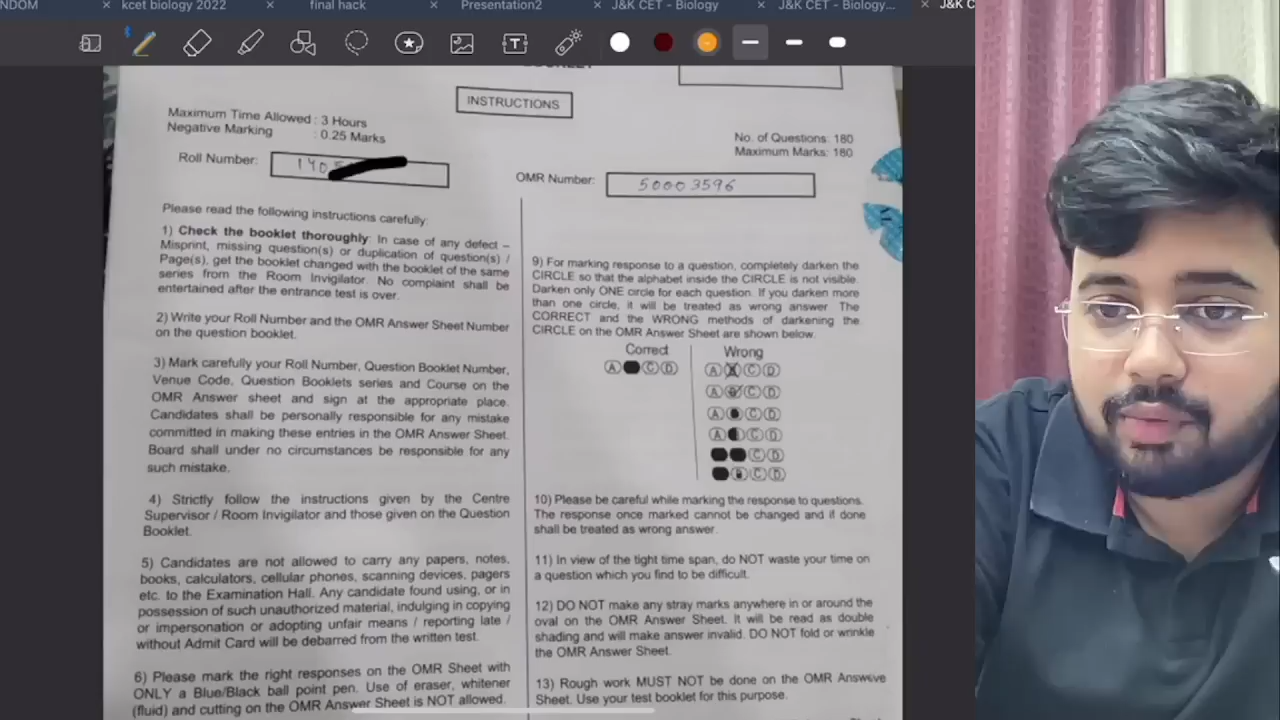 NDOM
kcet biology 2022
final hack
Presentation2
J&K CET - Biology
J&K CET - Biology...
J&K C
T
INSTRUCTIONS
Maximum Time Allowed : 3 Hours
Negative Marking : 0.25 Marks
No. of Questions: 180
Maximum Marks: 180
Roll Number:
OMR Number: 50003596
Please read the following instructions carefully:
1) Check the booklet thoroughly: In case of any defect –
Misprint, missing question(s) or duplication of question(s) /
Page(s), get the booklet changed with the booklet of the same
series from the Room Invigilator. No complaint shall be
entertained after the entrance test is over.
2) Write your Roll Number and the OMR Answer Sheet Number
on the question booklet.
3) Mark carefully your Roll Number, Question Booklet Number,
Venue Code, Question Booklets series and Course on the
OMR Answer sheet and sign at the appropriate place.
Candidates shall be personally responsible for any mistake
committed in making these entries in the OMR Answer Sheet.
Board shall under no circumstances be responsible for any
such mistake.
4) Strictly follow the instructions given by the Centre
Supervisor / Room Invigilator and those given on the Question
Booklet.
5) Candidates are not allowed to carry any papers, notes,
books, calculators, cellular phones, scanning devices, pagers
etc. to the Examination Hall. Any candidate found using, or in
possession of such unauthorized material, indulging in copying
or impersonation or adopting unfair means / reporting late /
without Admit Card will be debarred from the written test.
6) Please mark the right responses on the OMR Sheet with
ONLY a Blue/Black ball point pen. Use of eraser, whitener
(fluid) and cutting on the OMR Answer Sheet is NOT allowed.
9) For marking response to a question, completely darken the
CIRCLE so that the alphabet inside the CIRCLE is not visible.
Darken only ONE circle for each question. If you darken more
than one circle, it will be treated as wrong answer. The
CORRECT and the WRONG methods of darkening the
CIRCLE on the OMR Answer Sheet are shown below.
Correct
Wrong
A C D
A C D
A C D
A C D
A C D
C D
C D
10) Please be careful while marking the response to questions.
The response once marked cannot be changed and if done
shall be treated as wrong answer.
11) In view of the tight time span, do NOT waste your time on
a question which you find to be difficult.
12) DO NOT make any stray marks anywhere in or around the
oval on the OMR Answer Sheet. It will be read as double
shading and will make answer invalid. DO NOT fold or wrinkle
the OMR Answer Sheet.
13) Rough work MUST NOT be done on the OMR Answer
Sheet. Use your test booklet for this purpose.